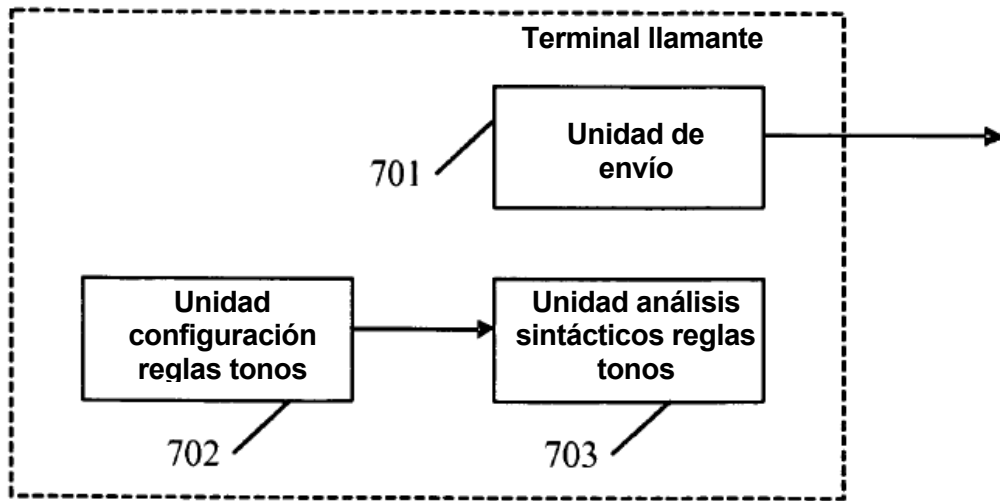 Terminal llamante
Unidad de
envío
701
Unidad
configuración
reglas tonos
Unidad análisis
sintácticos reglas
tonos
702
703